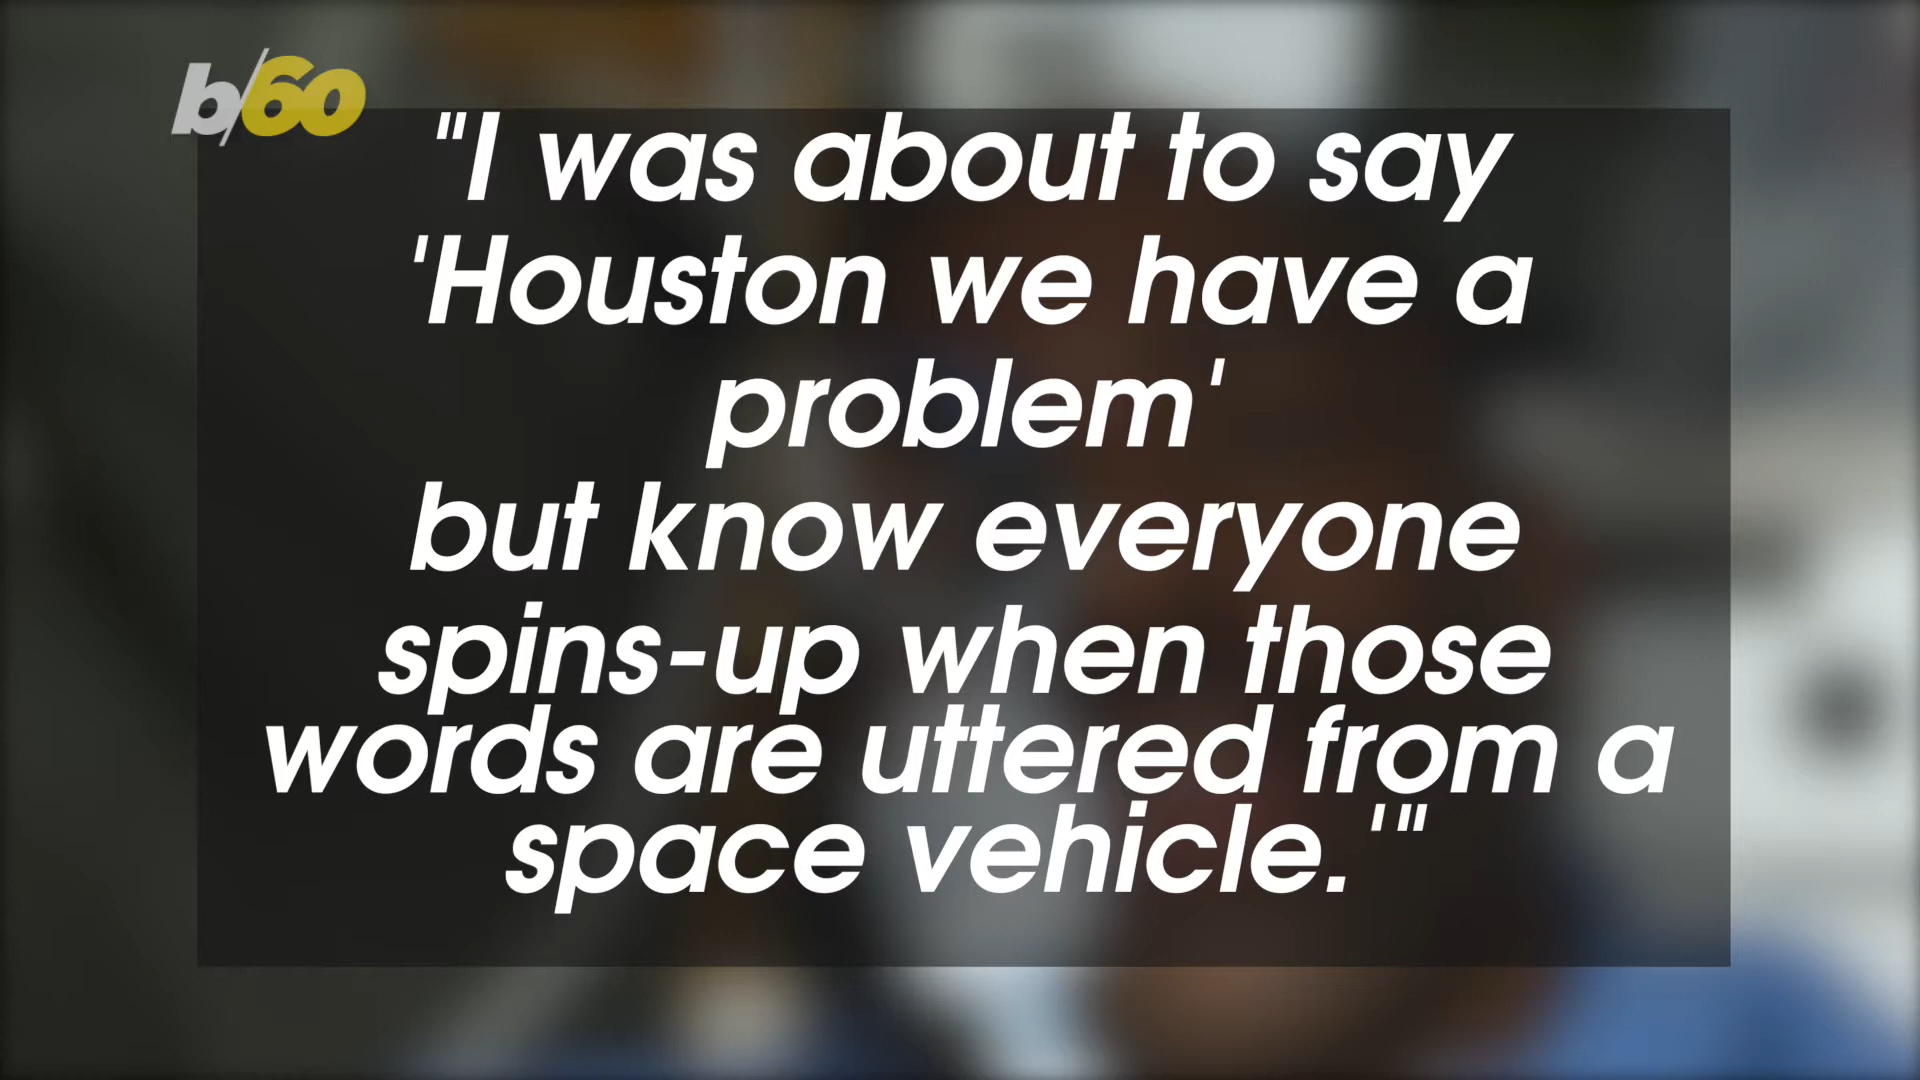 b/60
"I was about to say
'Houston we have a
problem'
but know everyone
spins-up when those
words are uttered from a
space vehicle.'"